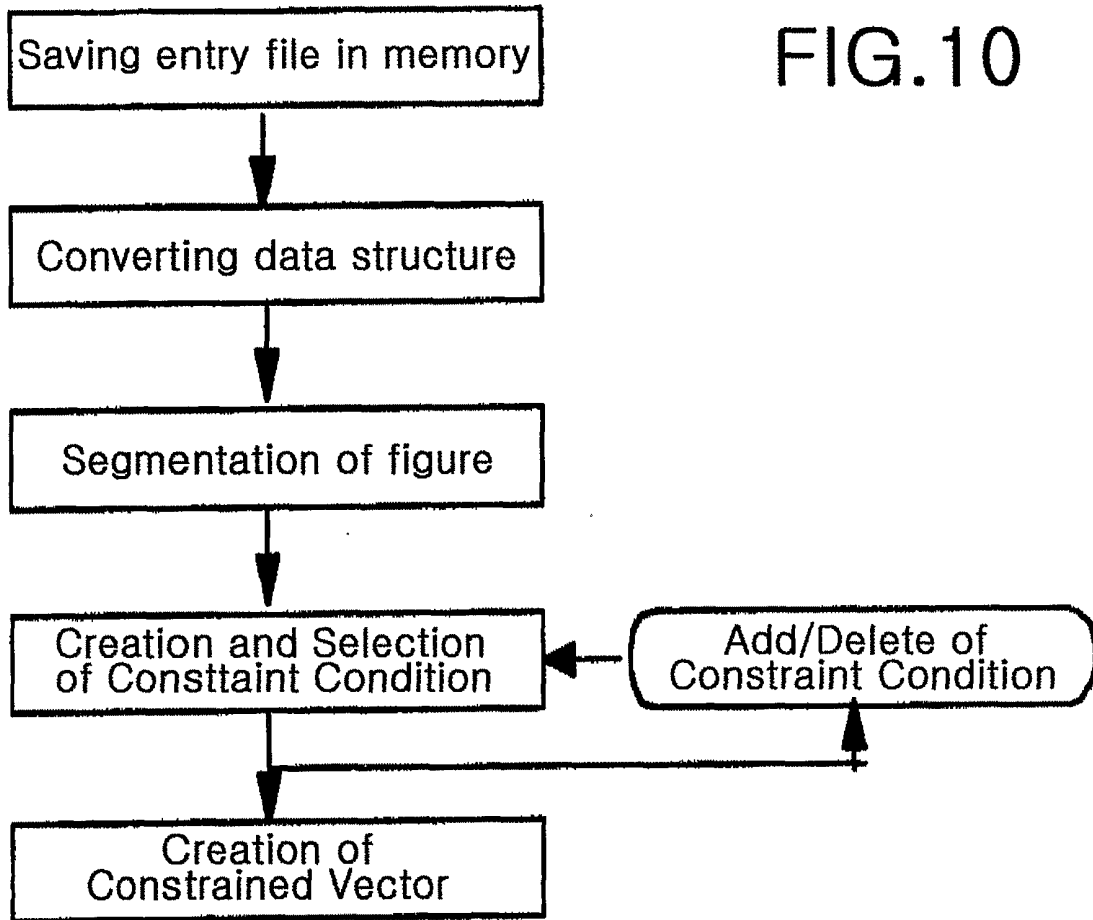 FIG.10
Saving entry file in memory
Converting data structure
Segmentation of figure
Creation and Selection
of Consttaint Condition
Add/Delete of
Constraint Condition
Creation of
Constrained Vector